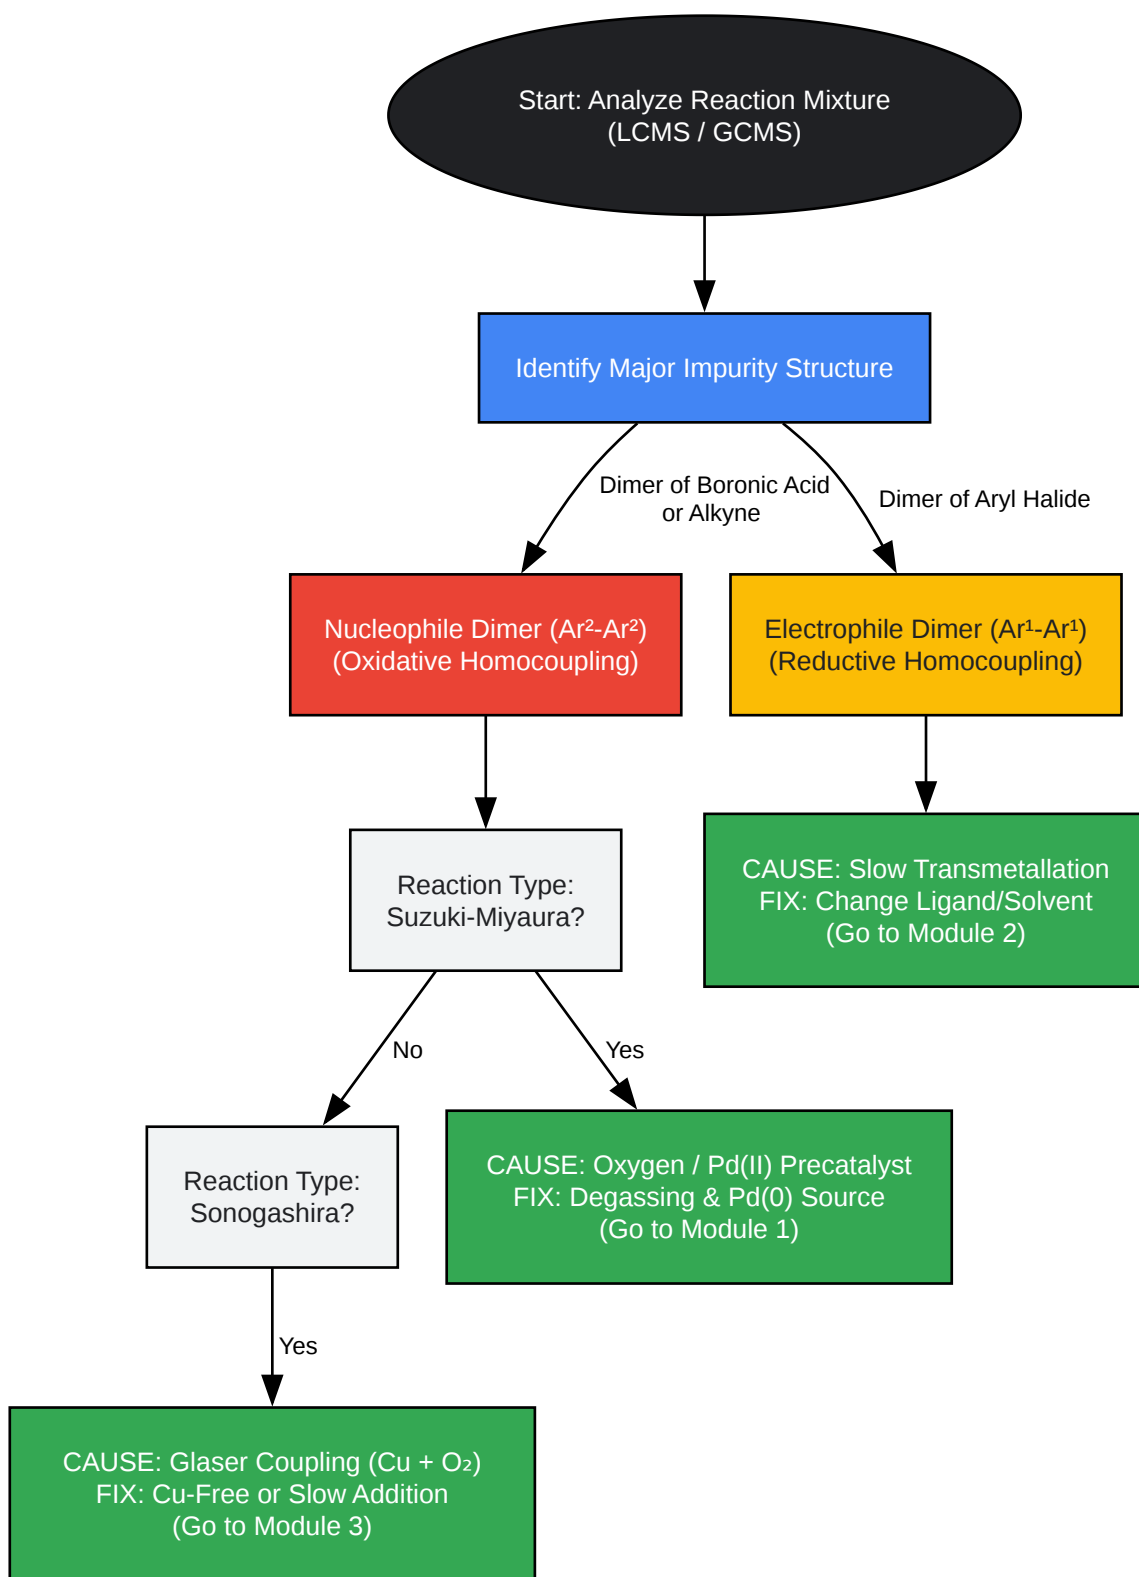 Start: Analyze Reaction Mixture
(LCMS / GCMS)
Identify Major Impurity Structure
Dimer of Boronic Acid
or Alkyne
Dimer of Aryl Halide
Nucleophile Dimer (Ar²-Ar²)
(Oxidative Homocoupling)
Electrophile Dimer (Ar¹-Ar¹)
(Reductive Homocoupling)
Reaction Type:
Suzuki-Miyaura?
CAUSE: Slow Transmetallation
FIX: Change Ligand/Solvent
(Go to Module 2)
No
Yes
Reaction Type:
Sonogashira?
CAUSE: Oxygen / Pd(II) Precatalyst
FIX: Degassing & Pd(0) Source
(Go to Module 1)
Yes
CAUSE: Glaser Coupling (Cu + O₂)
FIX: Cu-Free or Slow Addition
(Go to Module 3)